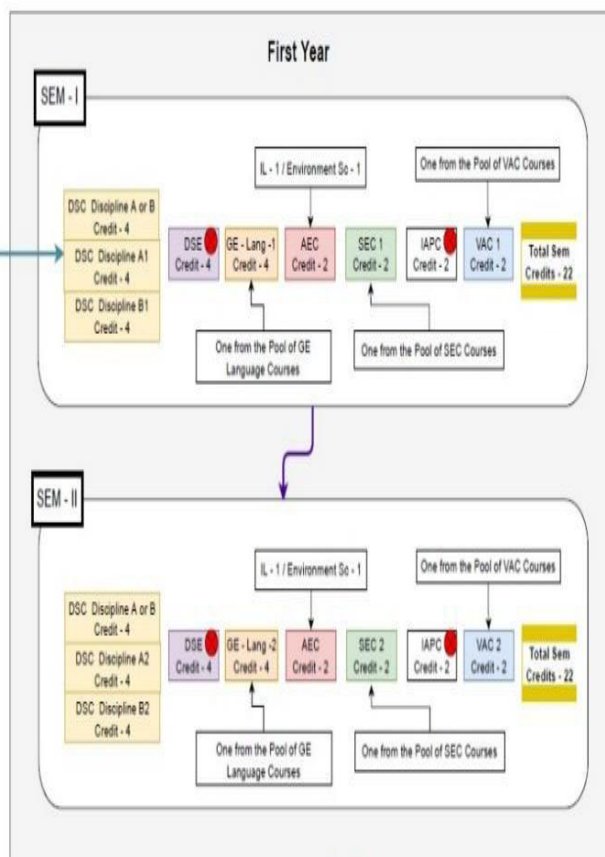 First Year
SEM - I
IL - 1 / Environment Sc - 1
One from the Pool of VAC Courses
DSC Discipline A or B
Credit - 4
DSC Discipline A1
Credit - 4
DSC Discipline B1
Credit - 4
DSE
Credit - 4
GE - Lang -1
Credit - 4
AEC
Credit - 2
SEC 1
Credit - 2
IAPC
Credit - 2
VAC 1
Credit - 2
Total Sem
Credits - 22
One from the Pool of GE
Language Courses
One from the Pool of SEC Courses
SEM - II
IL - 1 / Environment Sc - 1
One from the Pool of VAC Courses
DSC Discipline A or B
Credit - 4
DSC Discipline A2
Credit - 4
DSC Discipline B2
Credit - 4
DSE
Credit - 4
GE - Lang -2
Credit - 4
AEC
Credit - 2
SEC 2
Credit - 2
IAPC
Credit - 2
VAC 2
Credit - 2
Total Sem
Credits - 22
One from the Pool of GE
Language Courses
One from the Pool of SEC Courses